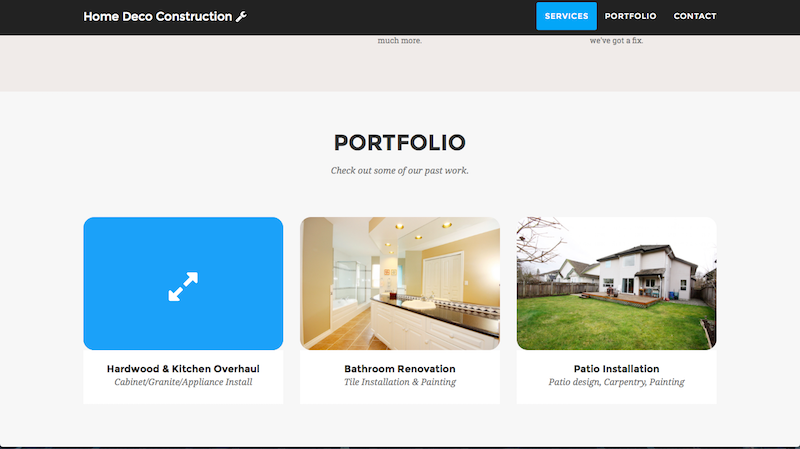 Home Deco Construction
SERVICES PORTFOLIO CONTACT
much more.
we've got a fix.
PORTFOLIO
Check out some of our past work.
Hardwood & Kitchen Overhaul
Cabinet/Granite/Appliance Install
Bathroom Renovation
Tile Installation & Painting
Patio Installation
Patio design, Carpentry, Painting